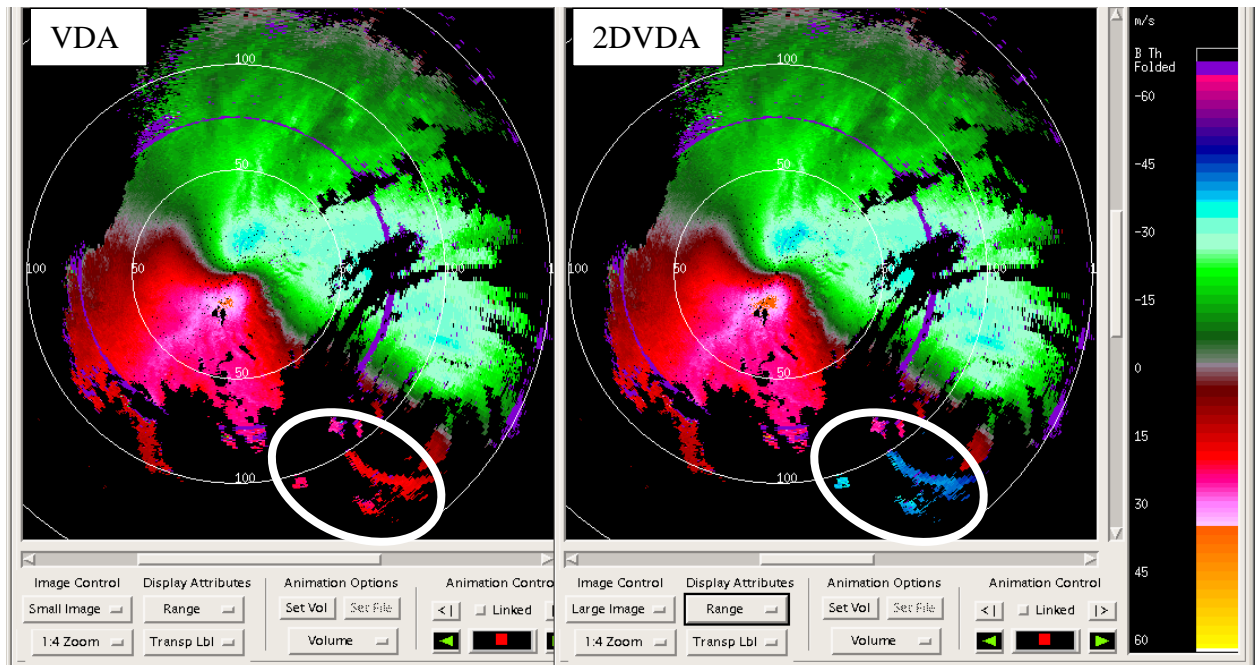 VDA
100
50
100
50
50
100
100
Image Control
Display Attributes
Animation Options
Animation Contro
Small Image
Range
Set Vol
Set File
<|
Linked
1:4 Zoom
Transp Lbl
Volume
2DVDA
100
50
100
50
50
100
100
Image Control
Display Attributes
Animation Options
Animation Control
Large Image
Range
Set Vol
Set File
<|
Linked
|>
1:4 Zoom
Transp Lbl
Volume
m/s
B Th
Folded
-60
-45
-30
-15
0
15
30
45
60